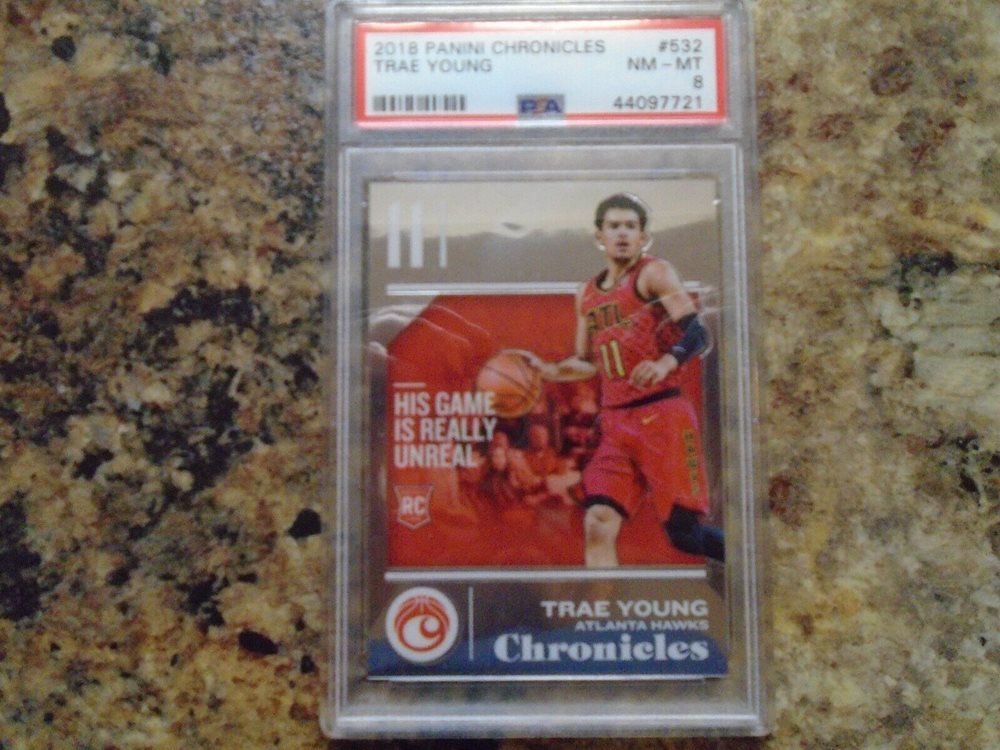 2018 PANINI CHRONICLES #532
TRAE YOUNG NM - MT
8
PSA 44097721
ATL
11
HIS GAME
IS REALLY
UNREAL
RC
TRAE YOUNG
ATLANTA HAWKS
Chronicles